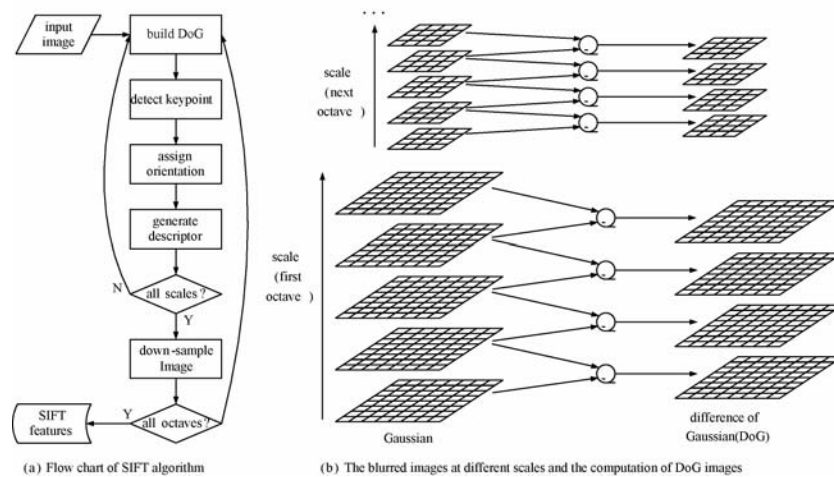 input
image
build DoG
detect keypoint
assign
orientation
generate
descriptor
N
all scales?
Y
down-sample
Image
Y
all octaves?
SIFT
features
(a) Flow chart of SIFT algorithm
. . .
scale
(next
octave )
scale
(first
octave )
Gaussian
difference of
Gaussian(DoG)
(b) The blurred images at different scales and the computation of DoG images